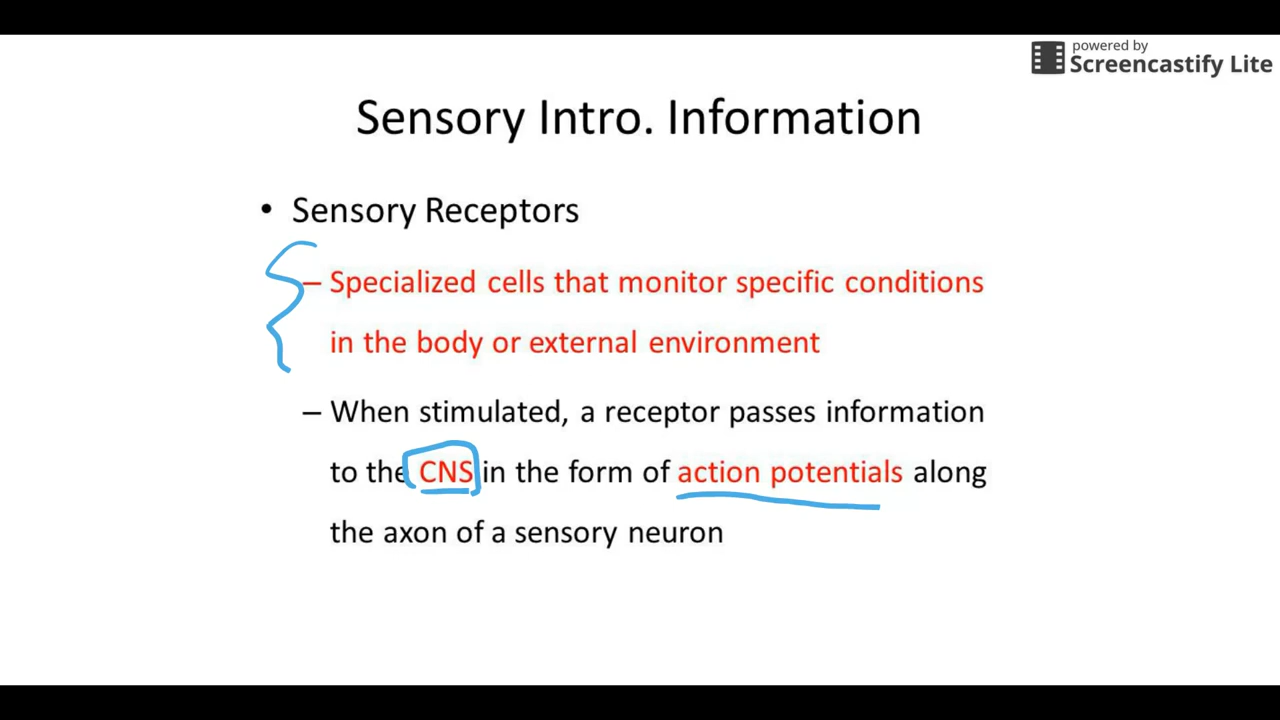 powered by
Screencastify Lite
Sensory Intro. Information
• Sensory Receptors
– Specialized cells that monitor specific conditions
in the body or external environment
– When stimulated, a receptor passes information
to the CNS in the form of action potentials along
the axon of a sensory neuron